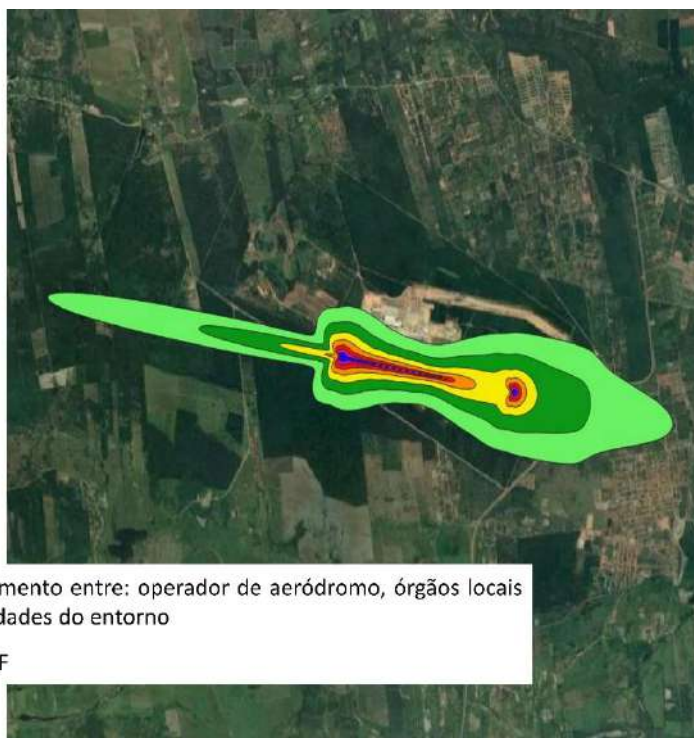 mento entre: operador de aeródromo, órgãos locais
dades do entorno
F